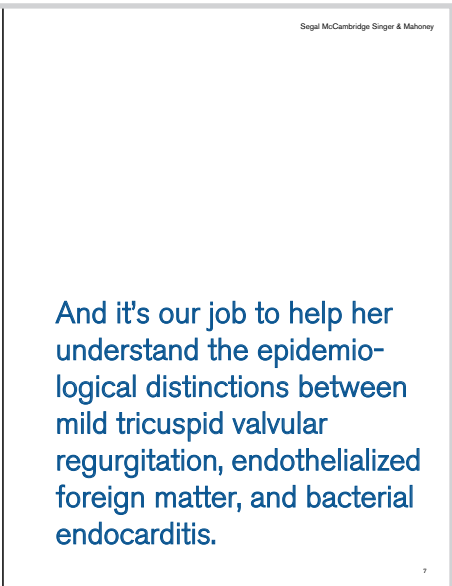 Segal McCambridge Singer & Mahoney
And it’s our job to help her
understand the epidemio-
logical distinctions between
mild tricuspid valvular
regurgitation, endothelialized
foreign matter, and bacterial
endocarditis.
7